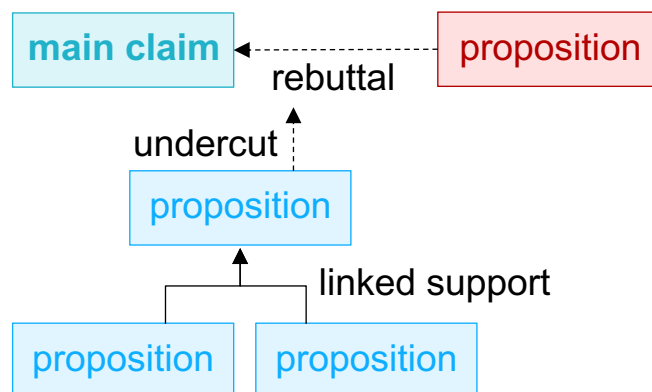 main claim
proposition
rebuttal
undercut
proposition
linked support
proposition
proposition